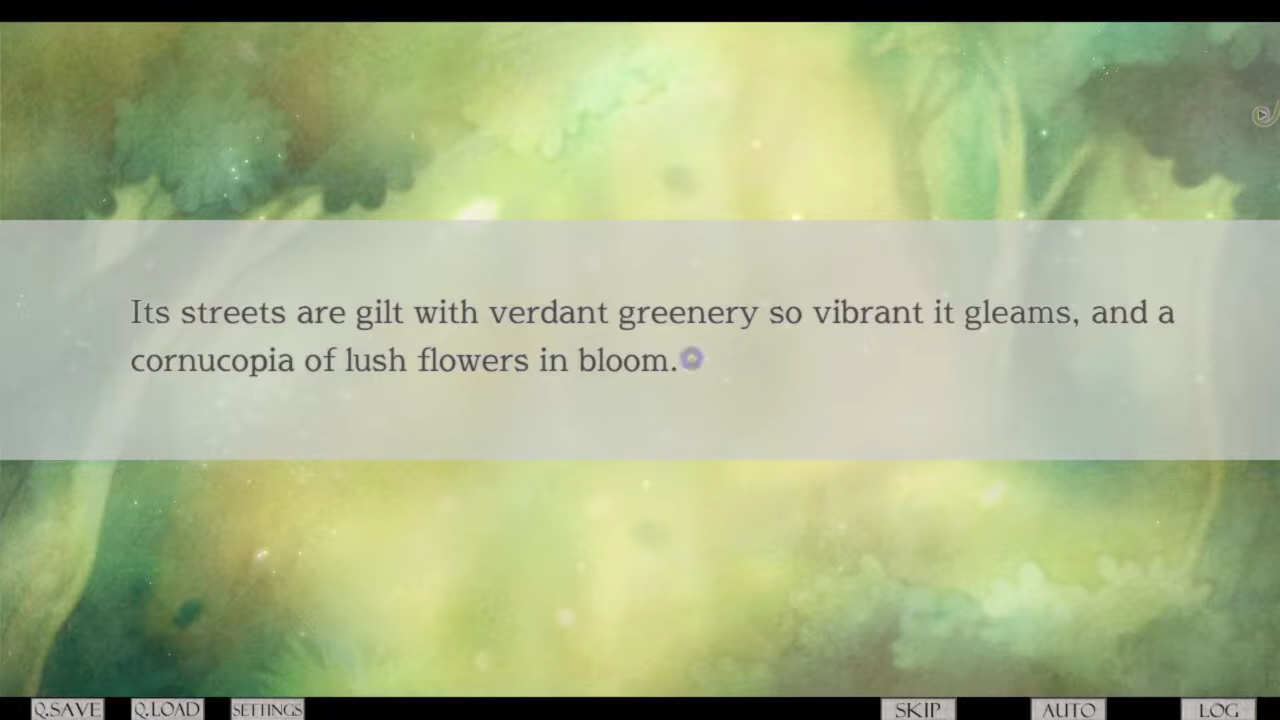 Its streets are gilt with verdant greenery so vibrant it gleams, and a
cornucopia of lush flowers in bloom.
Q.SAVE Q.LOAD SETTINGS SKIP AUTO LOG